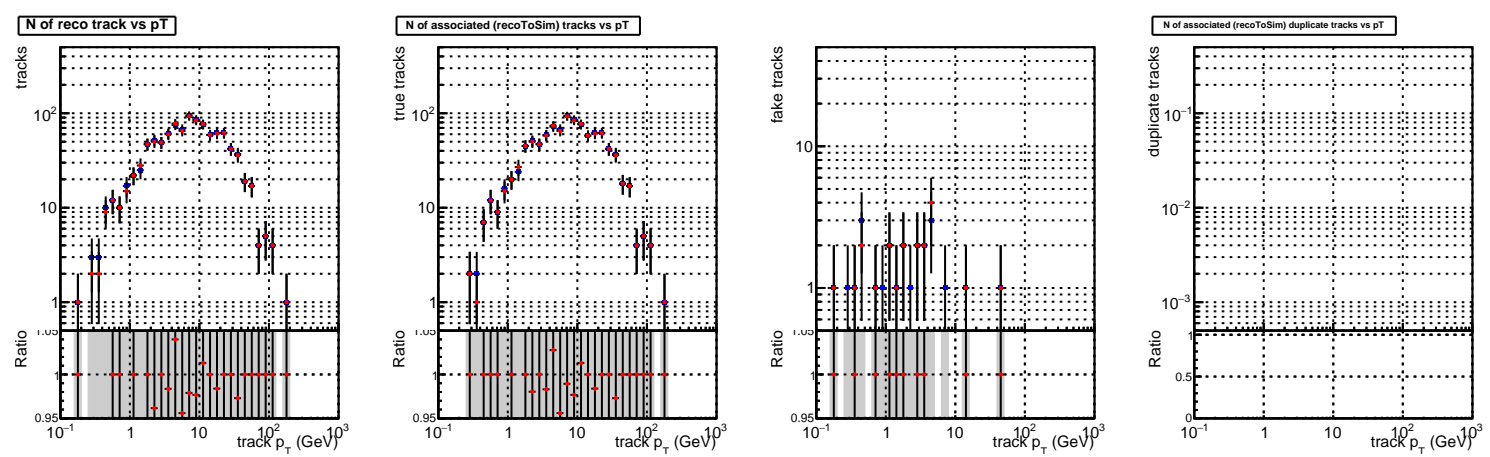 N of reco track vs pT
tracks
10²
10
1
Ratio
1.05
0.95
10⁻¹ 1 10 10² 10³
track p_T (GeV)
N of associated (recoToSim) tracks vs pT
true tracks
10²
10
1
Ratio
1.05
0.95
10⁻¹ 1 10 10² 10³
track p_T (GeV)
fake tracks
10
1
Ratio
1.05
0.95
10⁻¹ 1 10 10² 10³
track p_T (GeV)
N of associated (recoToSim) duplicate tracks vs pT
duplicate tracks
10⁻¹
10⁻²
10⁻³
Ratio
1
0.5
0
10⁻¹ 1 10 10² 10³
track p_T (GeV)